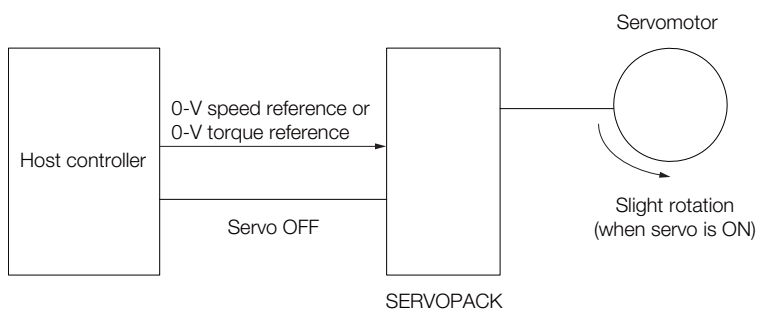 Servomotor
0-V speed reference or
0-V torque reference
Host controller
Servo OFF
Slight rotation
(when servo is ON)
SERVOPACK